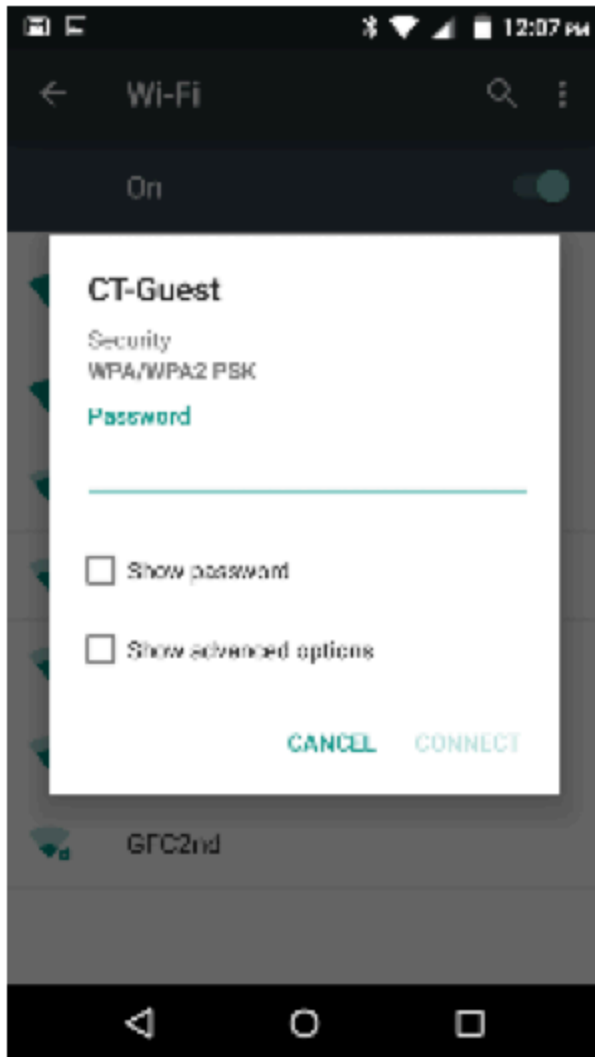 12:07 PM
Wi-Fi
On
CT-Guest
Security
WPA/WPA2 PSK
Password
Show password
Show advanced options
CANCEL CONNECT
GFC2nd